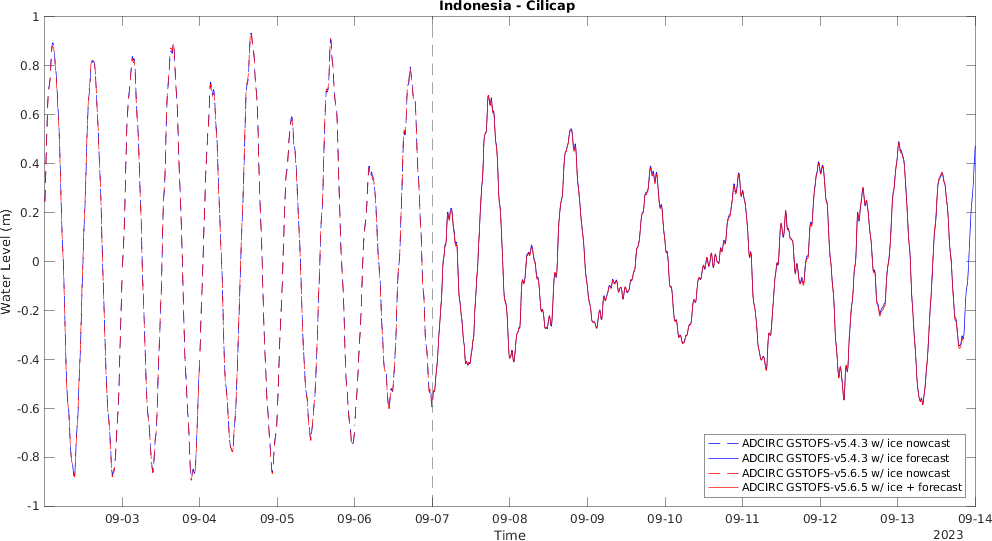 Indonesia - Cilicap
1
0.8
0.6
0.4
0.2
0
-0.2
-0.4
-0.6
-0.8
-1
Water Level (m)
ADCIRC GSTOFS-v5.4.3 w/ ice nowcast
ADCIRC GSTOFS-v5.4.3 w/ ice forecast
ADCIRC GSTOFS-v5.6.5 w/ ice nowcast
ADCIRC GSTOFS-v5.6.5 w/ ice + forecast
09-03 09-04 09-05 09-06 09-07 09-08 09-09 09-10 09-11 09-12 09-13 09-14
Time
2023